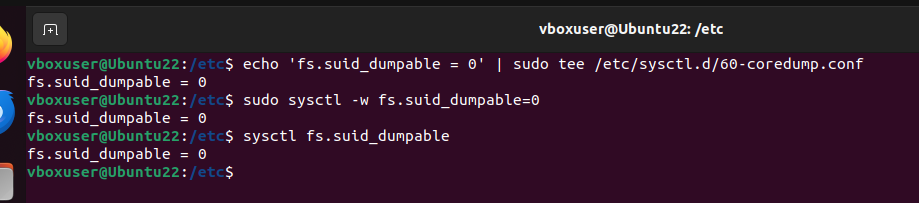 vboxuser@Ubuntu22: /etc
vboxuser@Ubuntu22:/etc$ echo 'fs.suid_dumpable = 0' | sudo tee /etc/sysctl.d/60-coredump.conf
fs.suid_dumpable = 0
vboxuser@Ubuntu22:/etc$ sudo sysctl -w fs.suid_dumpable=0
fs.suid_dumpable = 0
vboxuser@Ubuntu22:/etc$ sysctl fs.suid_dumpable
fs.suid_dumpable = 0
vboxuser@Ubuntu22:/etc$